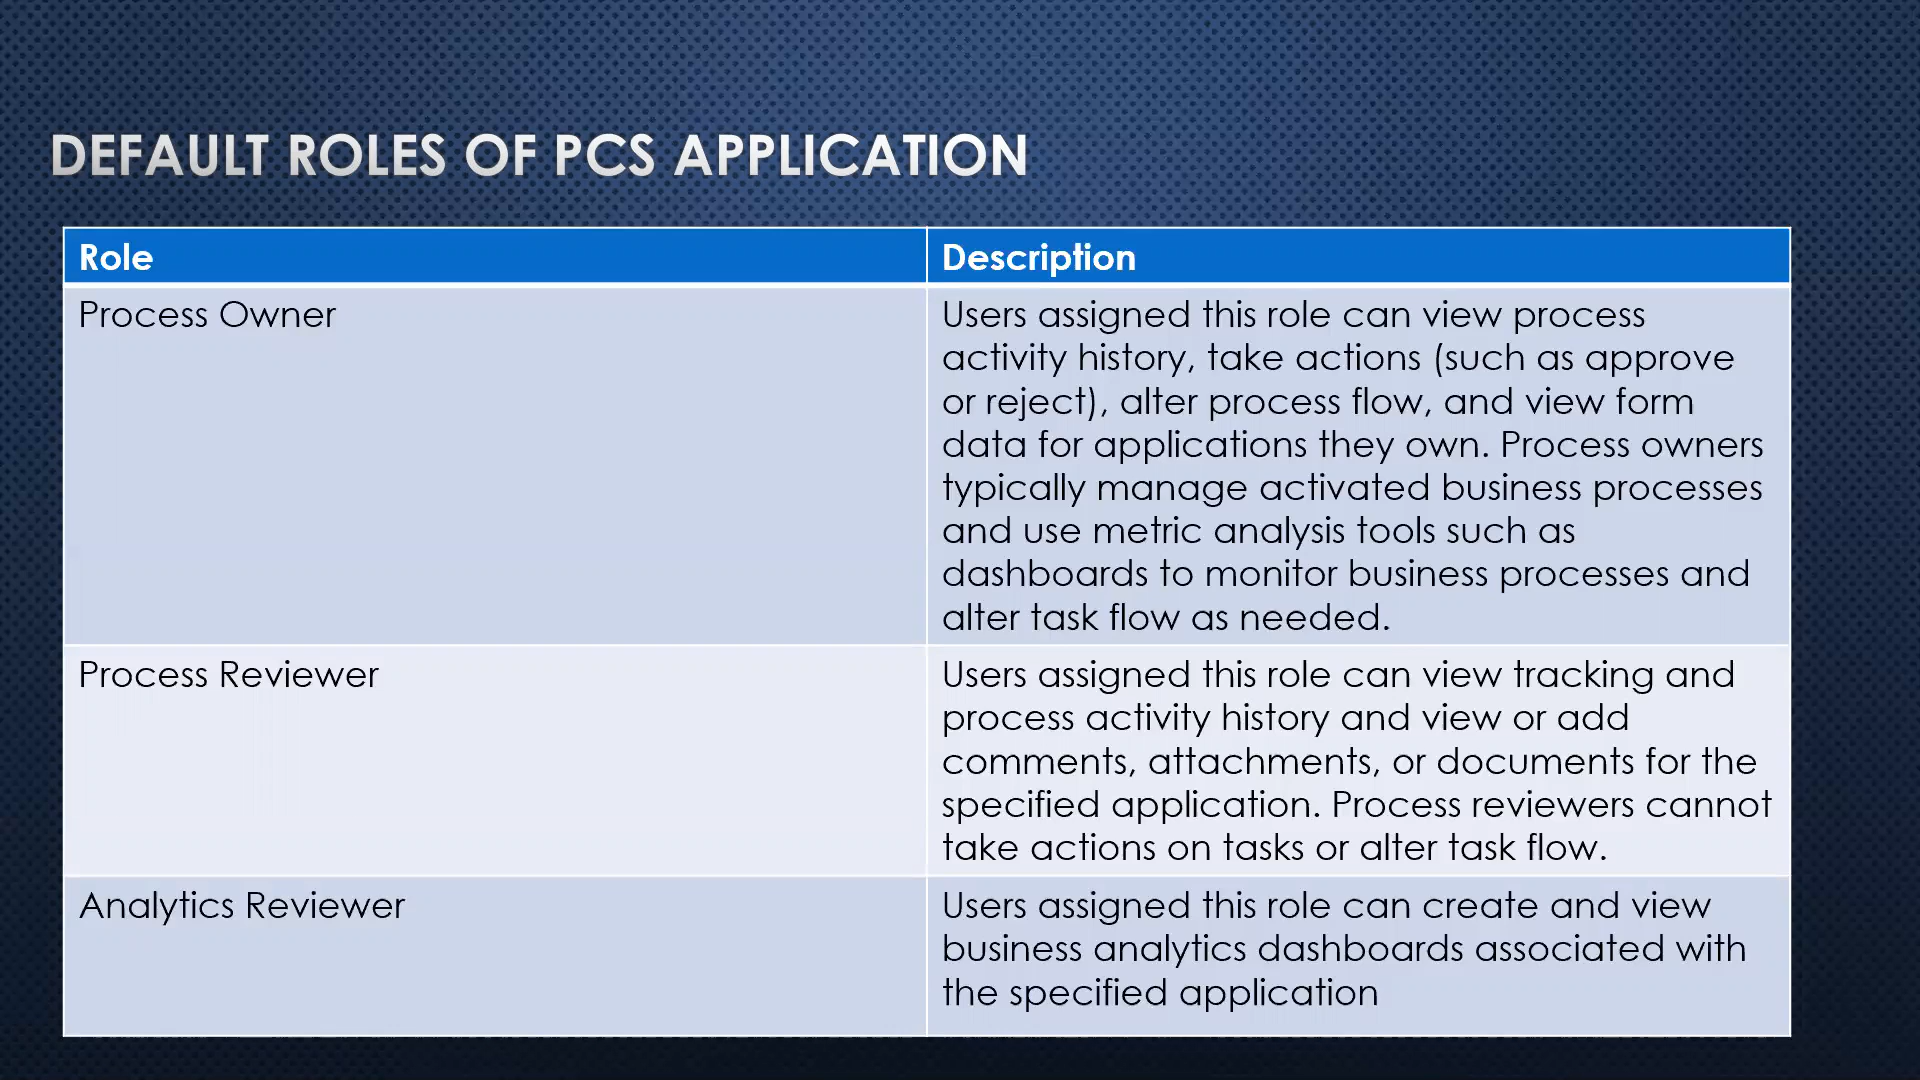 DEFAULT ROLES OF PCS APPLICATION
Role
Description
Process Owner
Users assigned this role can view process
activity history, take actions (such as approve
or reject), alter process flow, and view form
data for applications they own. Process owners
typically manage activated business processes
and use metric analysis tools such as
dashboards to monitor business processes and
alter task flow as needed.
Process Reviewer
Users assigned this role can view tracking and
process activity history and view or add
comments, attachments, or documents for the
specified application. Process reviewers cannot
take actions on tasks or alter task flow.
Analytics Reviewer
Users assigned this role can create and view
business analytics dashboards associated with
the specified application